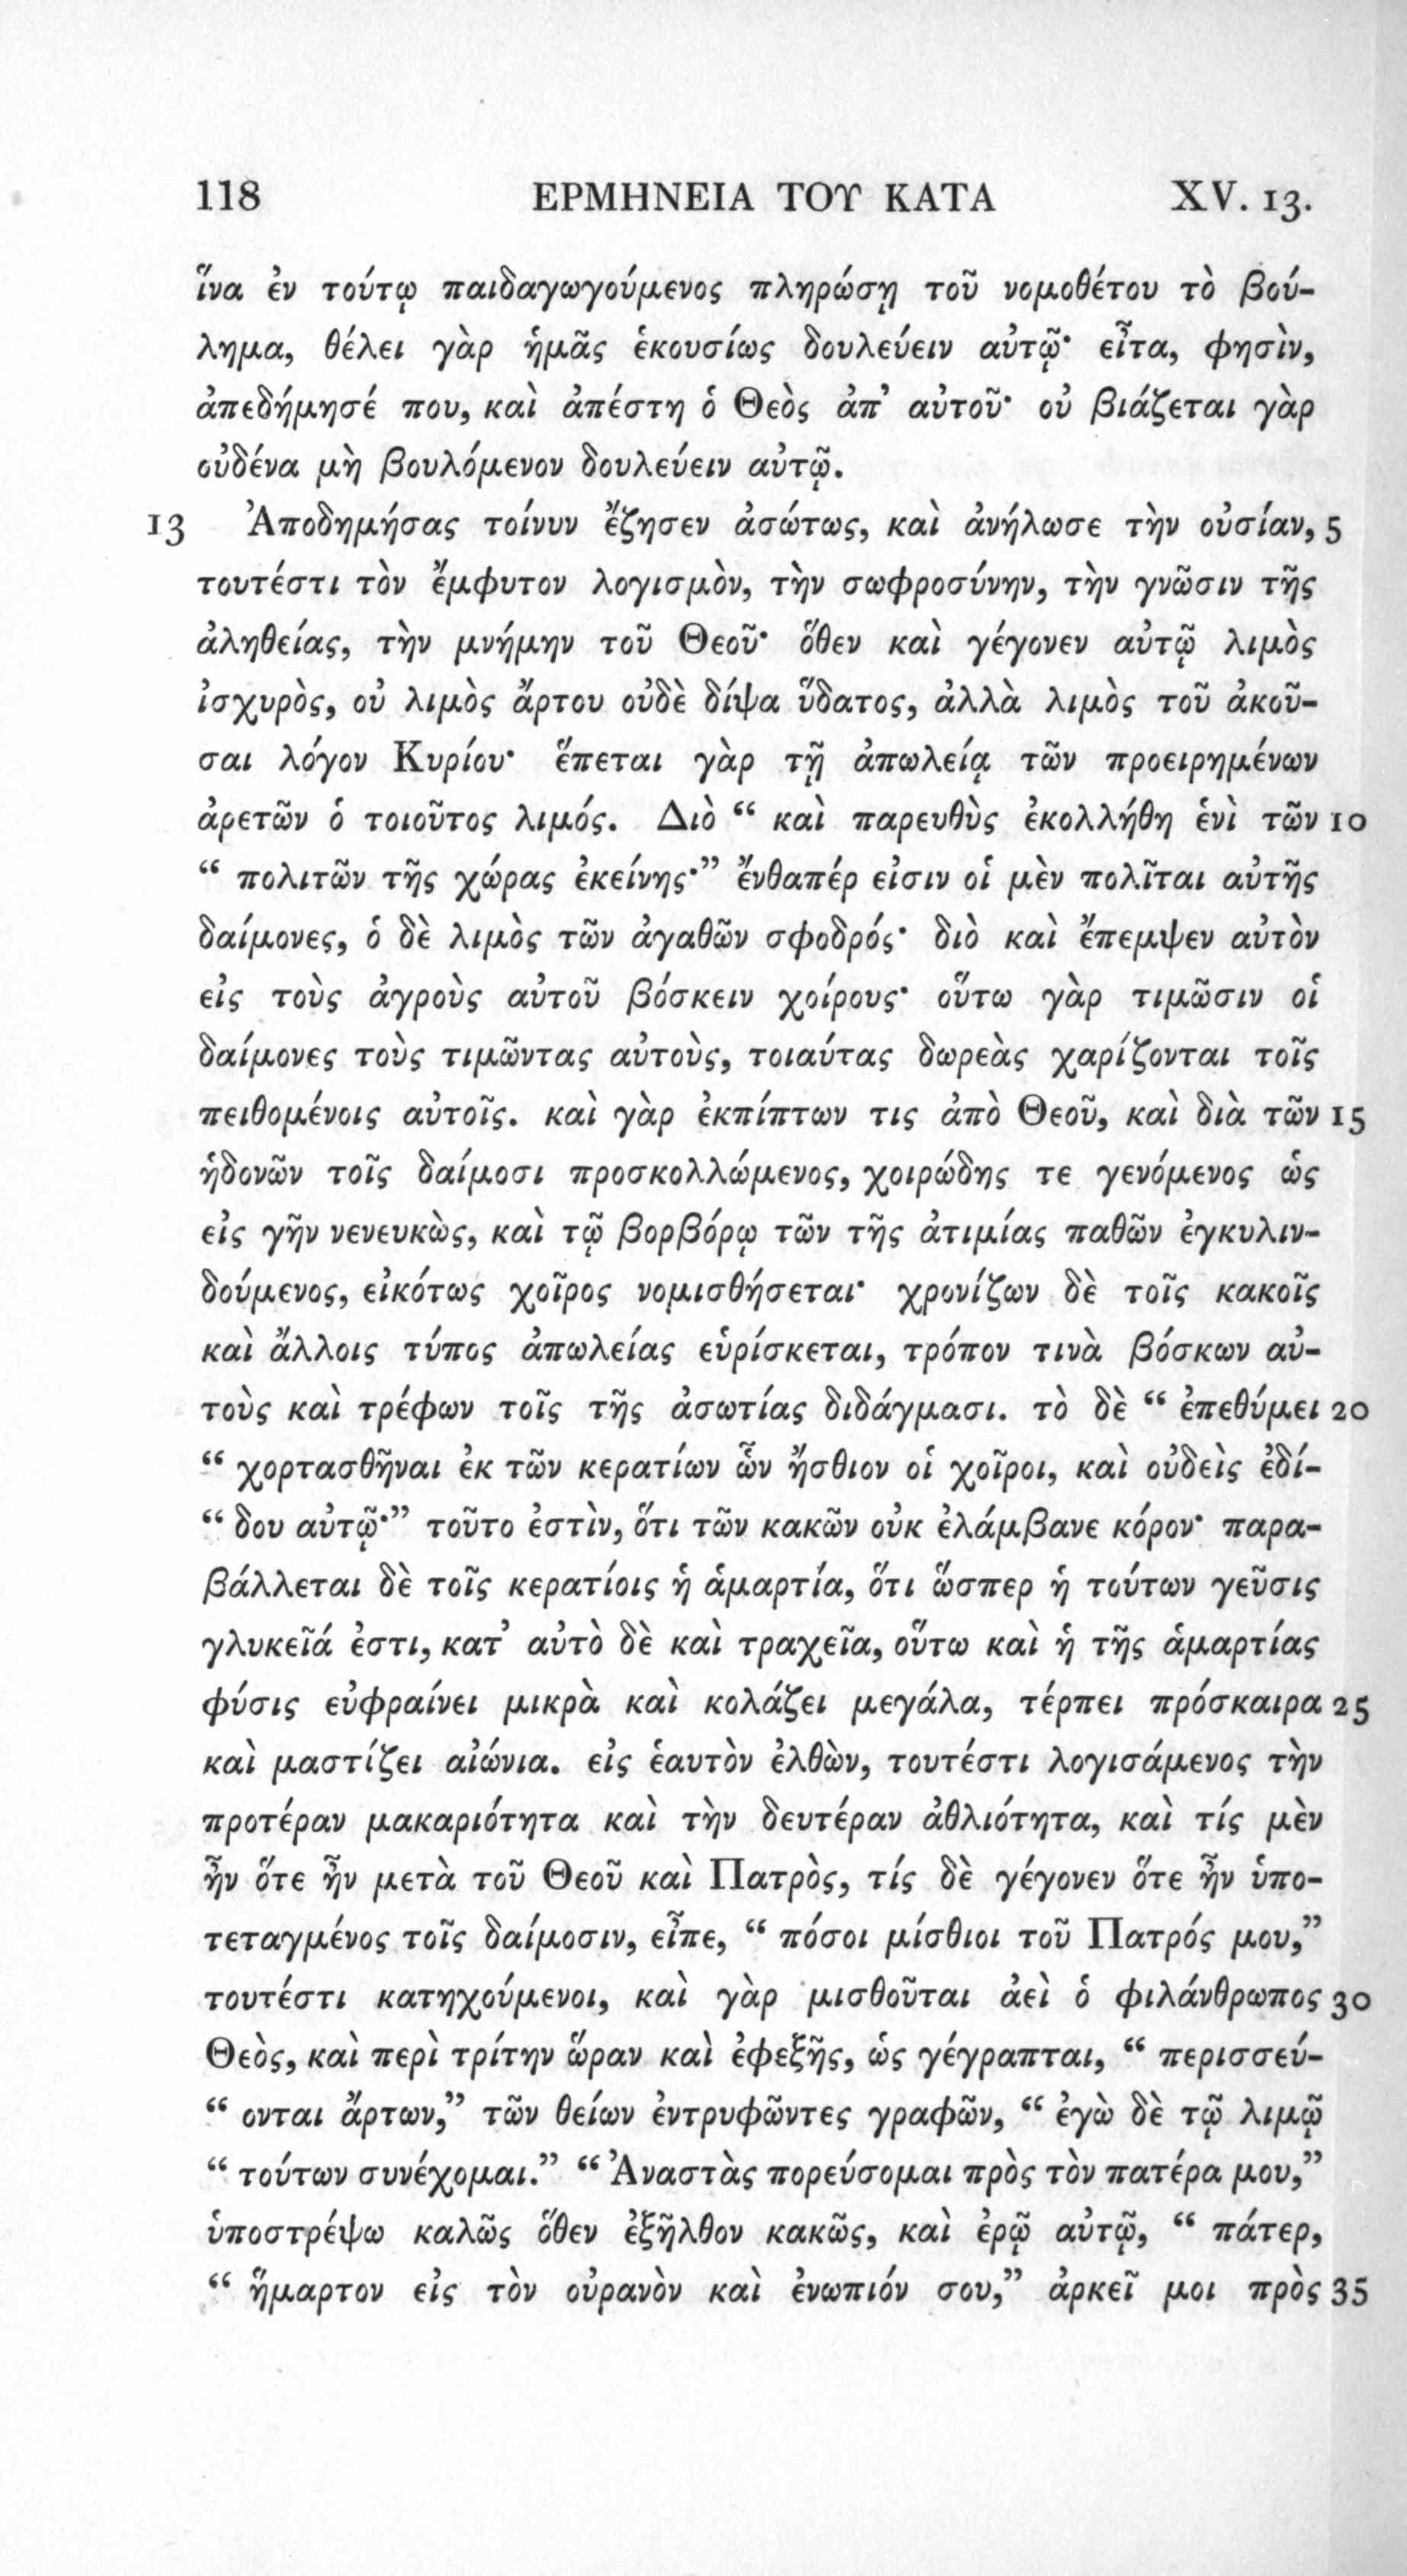 118 ΕΡΜΗΝΕΙΑ ΤΟΥ ΚΑΤΑ XV. 13.
ἵνα ἐν τούτῳ παιδαγωγούμενος πληρώσῃ τοῦ νομοθέτου τὸ βού-
λημα, θέλει γὰρ ἡμᾶς ἑκουσίως δουλεύειν αὐτῷ· εἶτα, φησὶν,
ἀπεδήμησέ που, καὶ ἀπέστη ὁ Θεὸς ἀπ’ αὐτοῦ· οὐ βιάζεται γὰρ
οὐδένα μὴ βουλόμενον δουλεύειν αὐτῷ.
13 Ἀποδημήσας τοίνυν ἔζησεν ἀσώτως, καὶ ἀνήλωσε τὴν οὐσίαν, 5
τουτέστι τὸν ἔμφυτον λογισμὸν, τὴν σωφροσύνην, τὴν γνῶσιν τῆς
ἀληθείας, τὴν μνήμην τοῦ Θεοῦ· ὅθεν καὶ γέγονεν αὐτῷ λιμὸς
ἰσχυρὸς, οὐ λιμὸς ἄρτου οὐδὲ δίψα ὕδατος, ἀλλὰ λιμὸς τοῦ ἀκοῦ-
σαι λόγον Κυρίου· ἕπεται γὰρ τῇ ἀπωλείᾳ τῶν προειρημένων
ἀρετῶν ὁ τοιοῦτος λιμός. Διὸ “ καὶ παρευθὺς ἐκολλήθη ἑνὶ τῶν 10
“ πολιτῶν τῆς χώρας ἐκείνης·” ἔνθαπέρ εἰσιν οἱ μὲν πολῖται αὐτῆς
δαίμονες, ὁ δὲ λιμὸς τῶν ἀγαθῶν σφοδρός· διὸ καὶ ἔπεμψεν αὐτὸν
εἰς τοὺς ἀγροὺς αὐτοῦ βόσκειν χοίρους· οὕτω γὰρ τιμῶσιν οἱ
δαίμονες τοὺς τιμῶντας αὐτοὺς, τοιαύτας δωρεὰς χαρίζονται τοῖς
πειθομένοις αὐτοῖς. καὶ γὰρ ἐκπίπτων τις ἀπὸ Θεοῦ, καὶ διὰ τῶν 15
ἡδονῶν τοῖς δαίμοσι προσκολλώμενος, χοιρώδης τε γενόμενος ὡς
εἰς γῆν νενευκὼς, καὶ τῷ βορβόρῳ τῶν τῆς ἀτιμίας παθῶν ἐγκυλιν-
δούμενος, εἰκότως χοῖρος νομισθήσεται· χρονίζων δὲ τοῖς κακοῖς
καὶ ἄλλοις τύπος ἀπωλείας εὑρίσκεται, τρόπον τινὰ βόσκων αὐ-
τοὺς καὶ τρέφων τοῖς τῆς ἀσωτίας διδάγμασι. τὸ δὲ “ ἐπεθύμει 20
“ χορτασθῆναι ἐκ τῶν κερατίων ὧν ἤσθιον οἱ χοῖροι, καὶ οὐδεὶς ἐδί-
“ δου αὐτῷ·” τοῦτο ἐστὶν, ὅτι τῶν κακῶν οὐκ ἐλάμβανε κόρον· παρα-
βάλλεται δὲ τοῖς κερατίοις ἡ ἁμαρτία, ὅτι ὥσπερ ἡ τούτων γεῦσις
γλυκεῖά ἐστι, κατ’ αὐτὸ δὲ καὶ τραχεῖα, οὕτω καὶ ἡ τῆς ἁμαρτίας
φύσις εὐφραίνει μικρὰ καὶ κολάζει μεγάλα, τέρπει πρόσκαιρα 25
καὶ μαστίζει αἰώνια. εἰς ἑαυτὸν ἐλθὼν, τουτέστι λογισάμενος τὴν
προτέραν μακαριότητα καὶ τὴν δευτέραν ἀθλιότητα, καὶ τίς μὲν
ἦν ὅτε ἦν μετὰ τοῦ Θεοῦ καὶ Πατρὸς, τίς δὲ γέγονεν ὅτε ἦν ὑπο-
τεταγμένος τοῖς δαίμοσιν, εἶπε, “ πόσοι μίσθιοι τοῦ Πατρός μου,”
τουτέστι κατηχούμενοι, καὶ γὰρ μισθοῦται ἀεὶ ὁ φιλάνθρωπος 30
Θεὸς, καὶ περὶ τρίτην ὥραν καὶ ἐφεξῆς, ὡς γέγραπται, “ περισσεύ-
“ ονται ἄρτων,” τῶν θείων ἐντρυφῶντες γραφῶν, “ ἐγὼ δὲ τῷ λιμῷ
“ τούτων συνέχομαι.” “ Ἀναστὰς πορεύσομαι πρὸς τὸν πατέρα μου,”
ὑποστρέψω καλῶς ὅθεν ἐξῆλθον κακῶς, καὶ ἐρῶ αὐτῷ, “ πάτερ,
“ ἥμαρτον εἰς τὸν οὐρανὸν καὶ ἐνωπιόν σου,” ἀρκεῖ μοι πρὸς 35